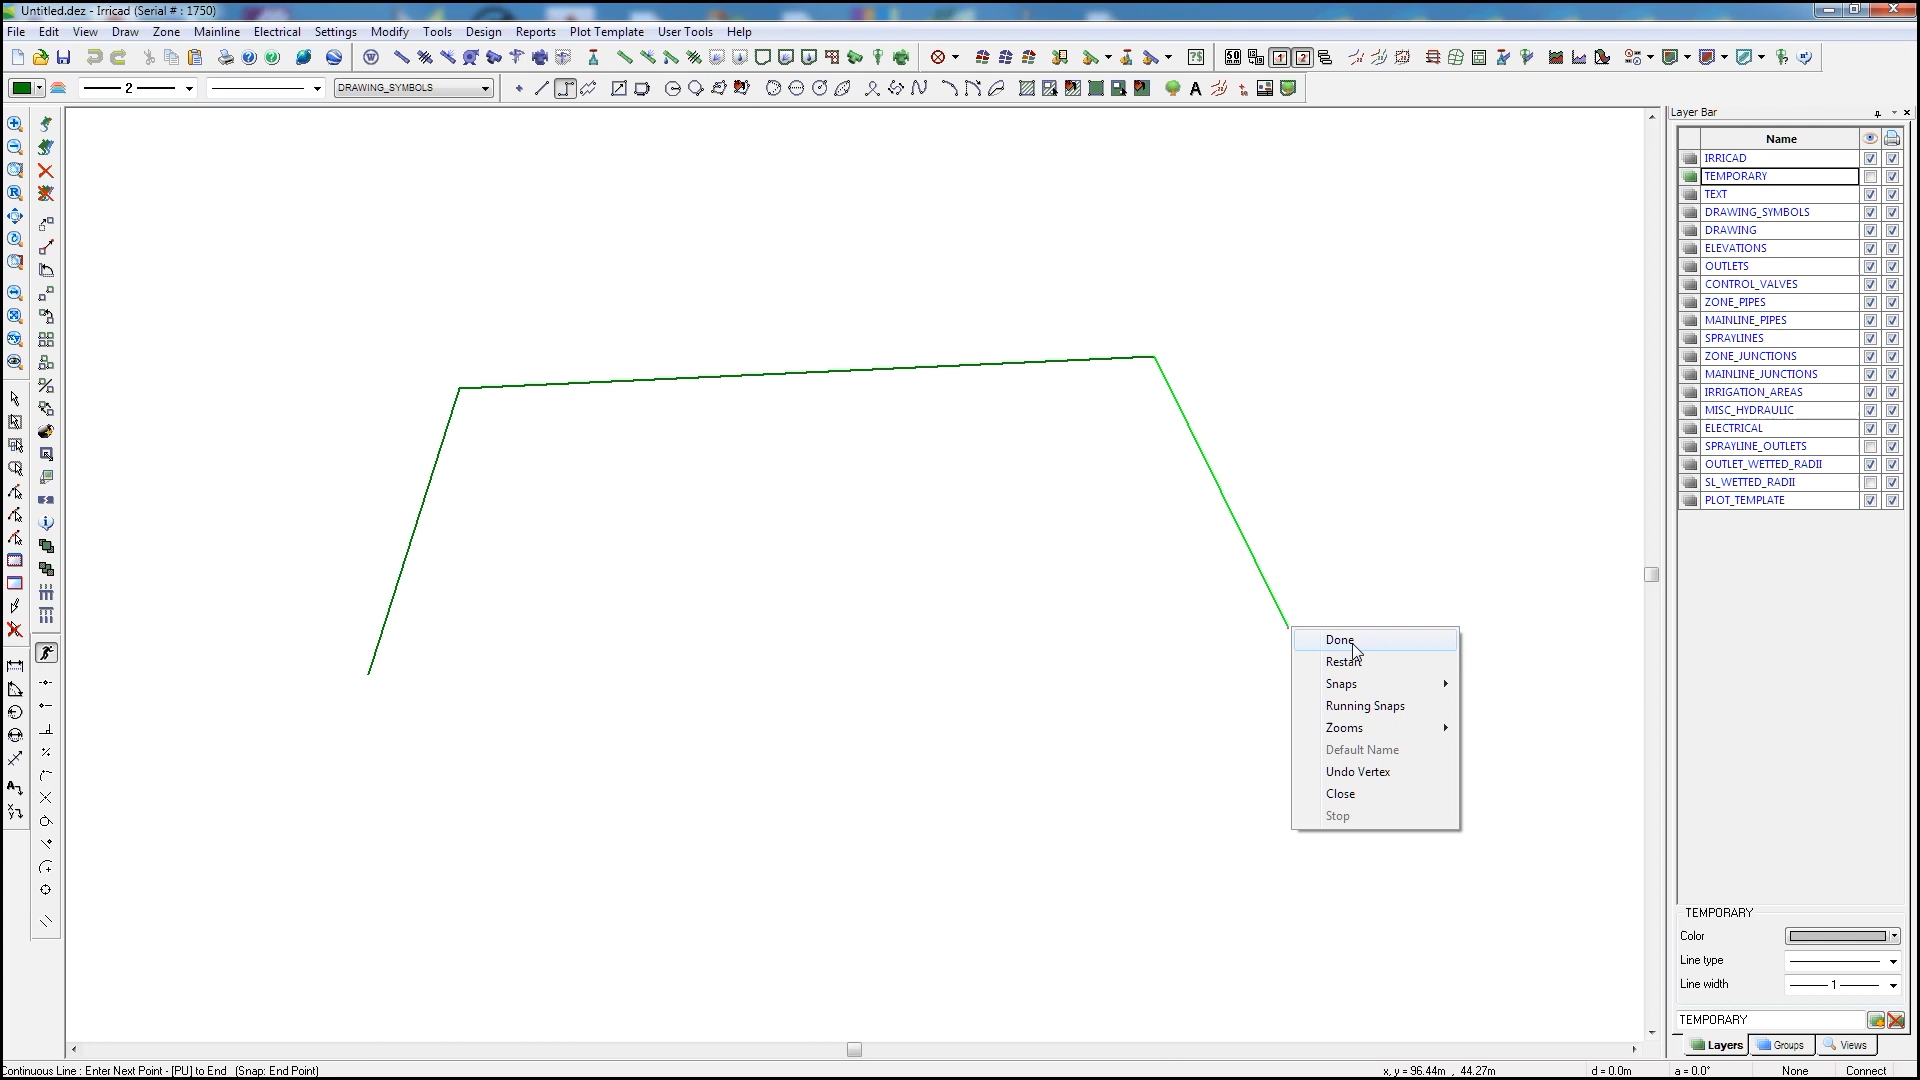 Untitled.dez - Irricad (Serial # : 1750)
File Edit View Draw Zone Mainline Electrical Settings Modify Tools Design Reports Plot Template User Tools Help
2 DRAWING_SYMBOLS
Layer Bar
Name
IRRICAD
TEMPORARY
TEXT
DRAWING_SYMBOLS
DRAWING
ELEVATIONS
OUTLETS
CONTROL_VALVES
ZONE_PIPES
MAINLINE_PIPES
SPRAYLINES
ZONE_JUNCTIONS
MAINLINE_JUNCTIONS
IRRIGATION_AREAS
MISC_HYDRAULIC
ELECTRICAL
SPRAYLINE_OUTLETS
OUTLET_WETTED_RADII
SL_WETTED_RADII
PLOT_TEMPLATE
Done
Restart
Snaps
Running Snaps
Zooms
Default Name
Undo Vertex
Close
Stop
TEMPORARY
Color
Line type
Line width 1
TEMPORARY
Layers Groups Views
Continuous Line : Enter Next Point - [PU] to End (Snap: End Point) x, y = 96.44m , 44.27m d = 0.0m a = 0.0° None Connect